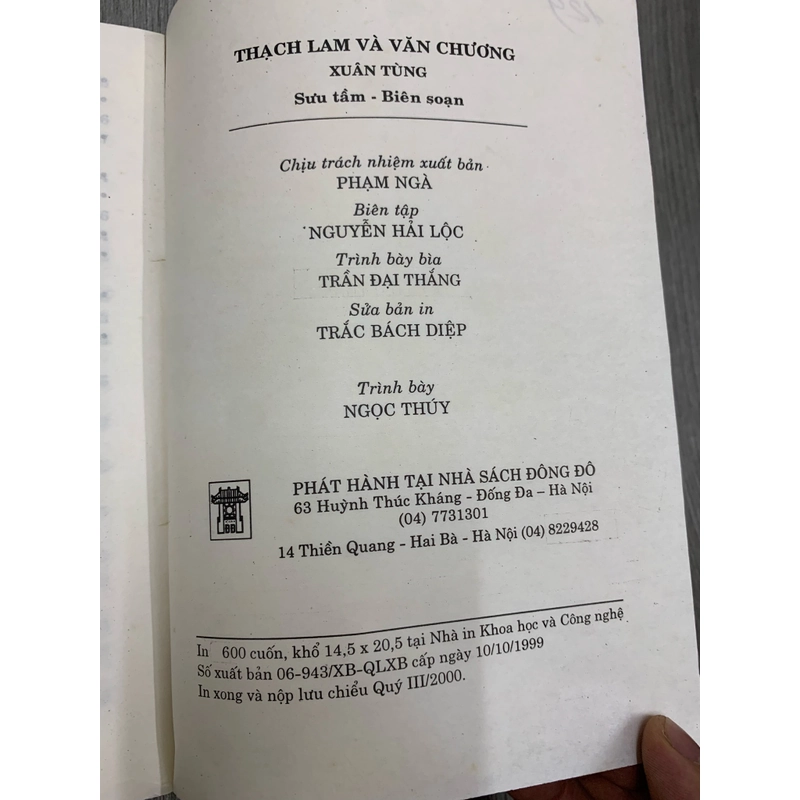 THẠCH LAM VÀ VĂN CHƯƠNG
XUÂN TÙNG
Sưu tầm - Biên soạn
Chịu trách nhiệm xuất bản
PHẠM NGÀ
Biên tập
NGUYỄN HẢI LỘC
Trình bày bìa
TRẦN ĐẠI THẮNG
Sửa bản in
TRẮC BÁCH DIỆP
Trình bày
NGỌC THÚY
PHÁT HÀNH TẠI NHÀ SÁCH ĐÔNG ĐÔ
63 Huỳnh Thúc Kháng - Đống Đa – Hà Nội
(04) 7731301
14 Thiền Quang - Hai Bà - Hà Nội (04) 8229428
In 600 cuốn, khổ 14,5 x 20,5 tại Nhà in Khoa học và Công nghệ
Số xuất bản 06-943/XB-QLXB cấp ngày 10/10/1999
In xong và nộp lưu chiểu Quý III/2000.